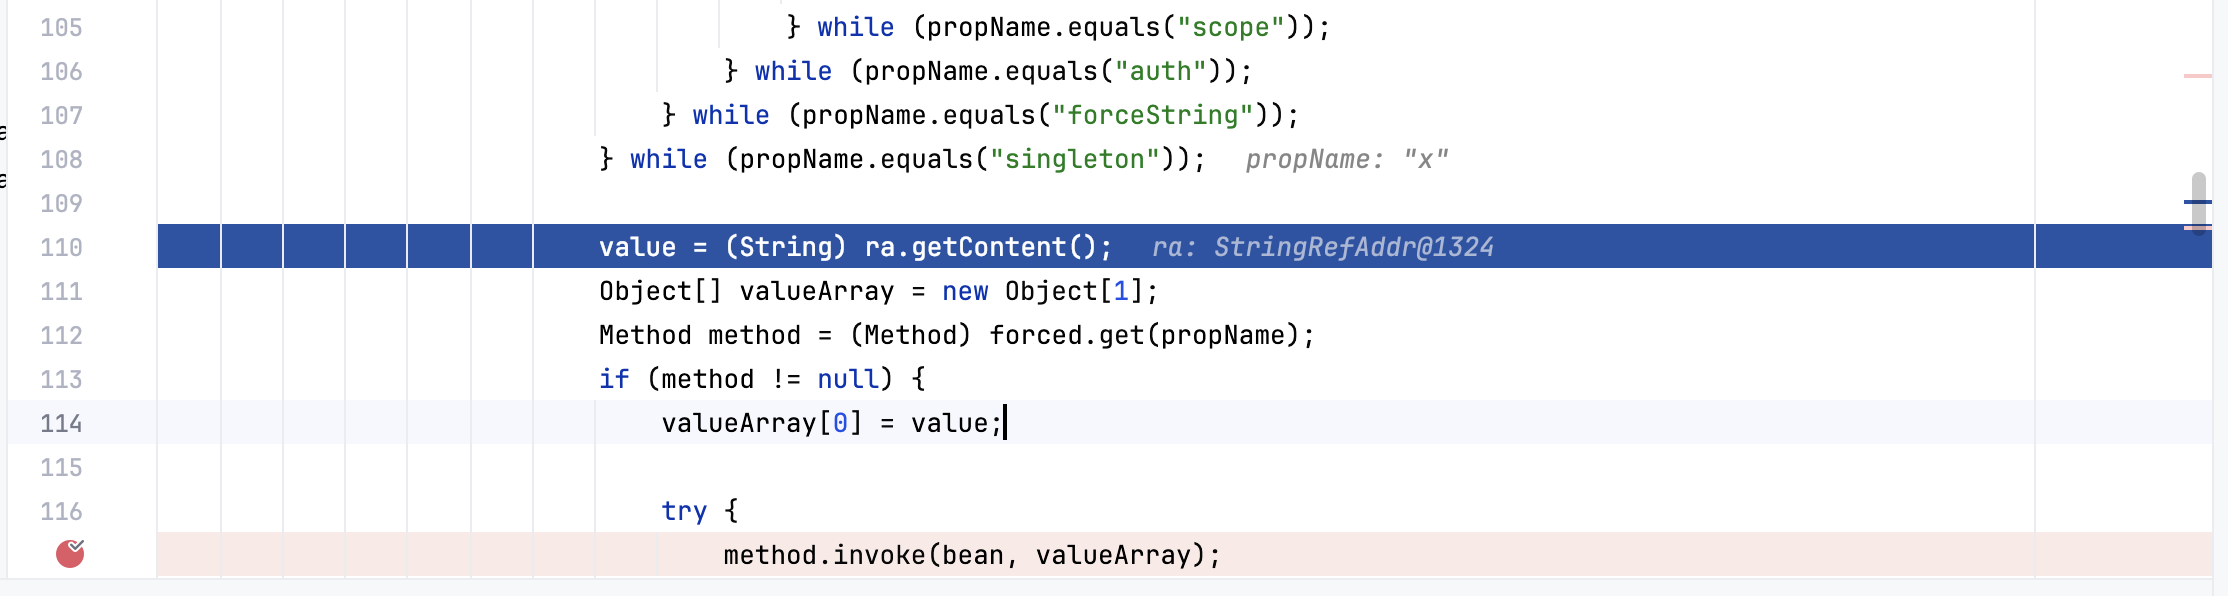 105 } while (propName.equals("scope"));
106 } while (propName.equals("auth"));
107 } while (propName.equals("forceString"));
108 } while (propName.equals("singleton")); propName: "x"
109
110 value = (String) ra.getContent(); ra: StringRefAddr@1324
111 Object[] valueArray = new Object[1];
112 Method method = (Method) forced.get(propName);
113 if (method != null) {
114 valueArray[0] = value;
115
116 try {
method.invoke(bean, valueArray);